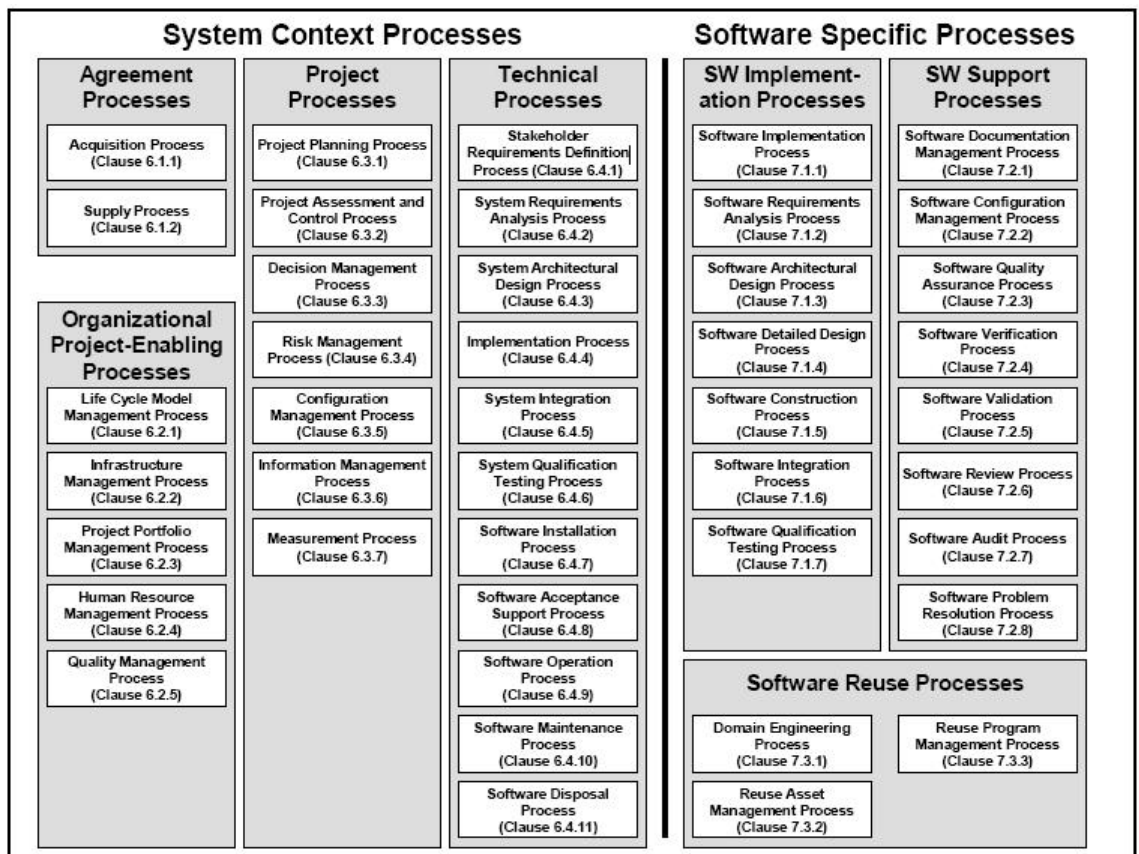 System Context Processes
Agreement
Processes
Acquisition Process
(Clause 6.1.1)
Supply Process
(Clause 6.1.2)
Organizational
Project-Enabling
Processes
Life Cycle Model
Management Process
(Clause 6.2.1)
Infrastructure
Management Process
(Clause 6.2.2)
Project Portfolio
Management Process
(Clause 6.2.3)
Human Resource
Management Process
(Clause 6.2.4)
Quality Management
Process
(Clause 6.2.5)
Project
Processes
Project Planning Process
(Clause 6.3.1)
Project Assessment and
Control Process
(Clause 6.3.2)
Decision Management
Process
(Clause 6.3.3)
Risk Management
Process (Clause 6.3.4)
Configuration
Management Process
(Clause 6.3.5)
Information Management
Process
(Clause 6.3.6)
Measurement Process
(Clause 6.3.7)
Technical
Processes
Stakeholder
Requirements Definition
Process (Clause 6.4.1)
System Requirements
Analysis Process
(Clause 6.4.2)
System Architectural
Design Process
(Clause 6.4.3)
Implementation Process
(Clause 6.4.4)
System Integration
Process
(Clause 6.4.5)
System Qualification
Testing Process
(Clause 6.4.6)
Software Installation
Process
(Clause 6.4.7)
Software Acceptance
Support Process
(Clause 6.4.8)
Software Operation
Process
(Clause 6.4.9)
Software Maintenance
Process
(Clause 6.4.10)
Software Disposal
Process
(Clause 6.4.11)
Software Specific Processes
SW Implement-
ation Processes
Software Implementation
Process
(Clause 7.1.1)
Software Requirements
Analysis Process
(Clause 7.1.2)
Software Architectural
Design Process
(Clause 7.1.3)
Software Detailed Design
Process
(Clause 7.1.4)
Software Construction
Process
(Clause 7.1.5)
Software Integration
Process
(Clause 7.1.6)
Software Qualification
Testing Process
(Clause 7.1.7)
SW Support
Processes
Software Documentation
Management Process
(Clause 7.2.1)
Software Configuration
Management Process
(Clause 7.2.2)
Software Quality
Assurance Process
(Clause 7.2.3)
Software Verification
Process
(Clause 7.2.4)
Software Validation
Process
(Clause 7.2.5)
Software Review Process
(Clause 7.2.6)
Software Audit Process
(Clause 7.2.7)
Software Problem
Resolution Process
(Clause 7.2.8)
Software Reuse Processes
Domain Engineering
Process
(Clause 7.3.1)
Reuse Asset
Management Process
(Clause 7.3.2)
Reuse Program
Management Process
(Clause 7.3.3)